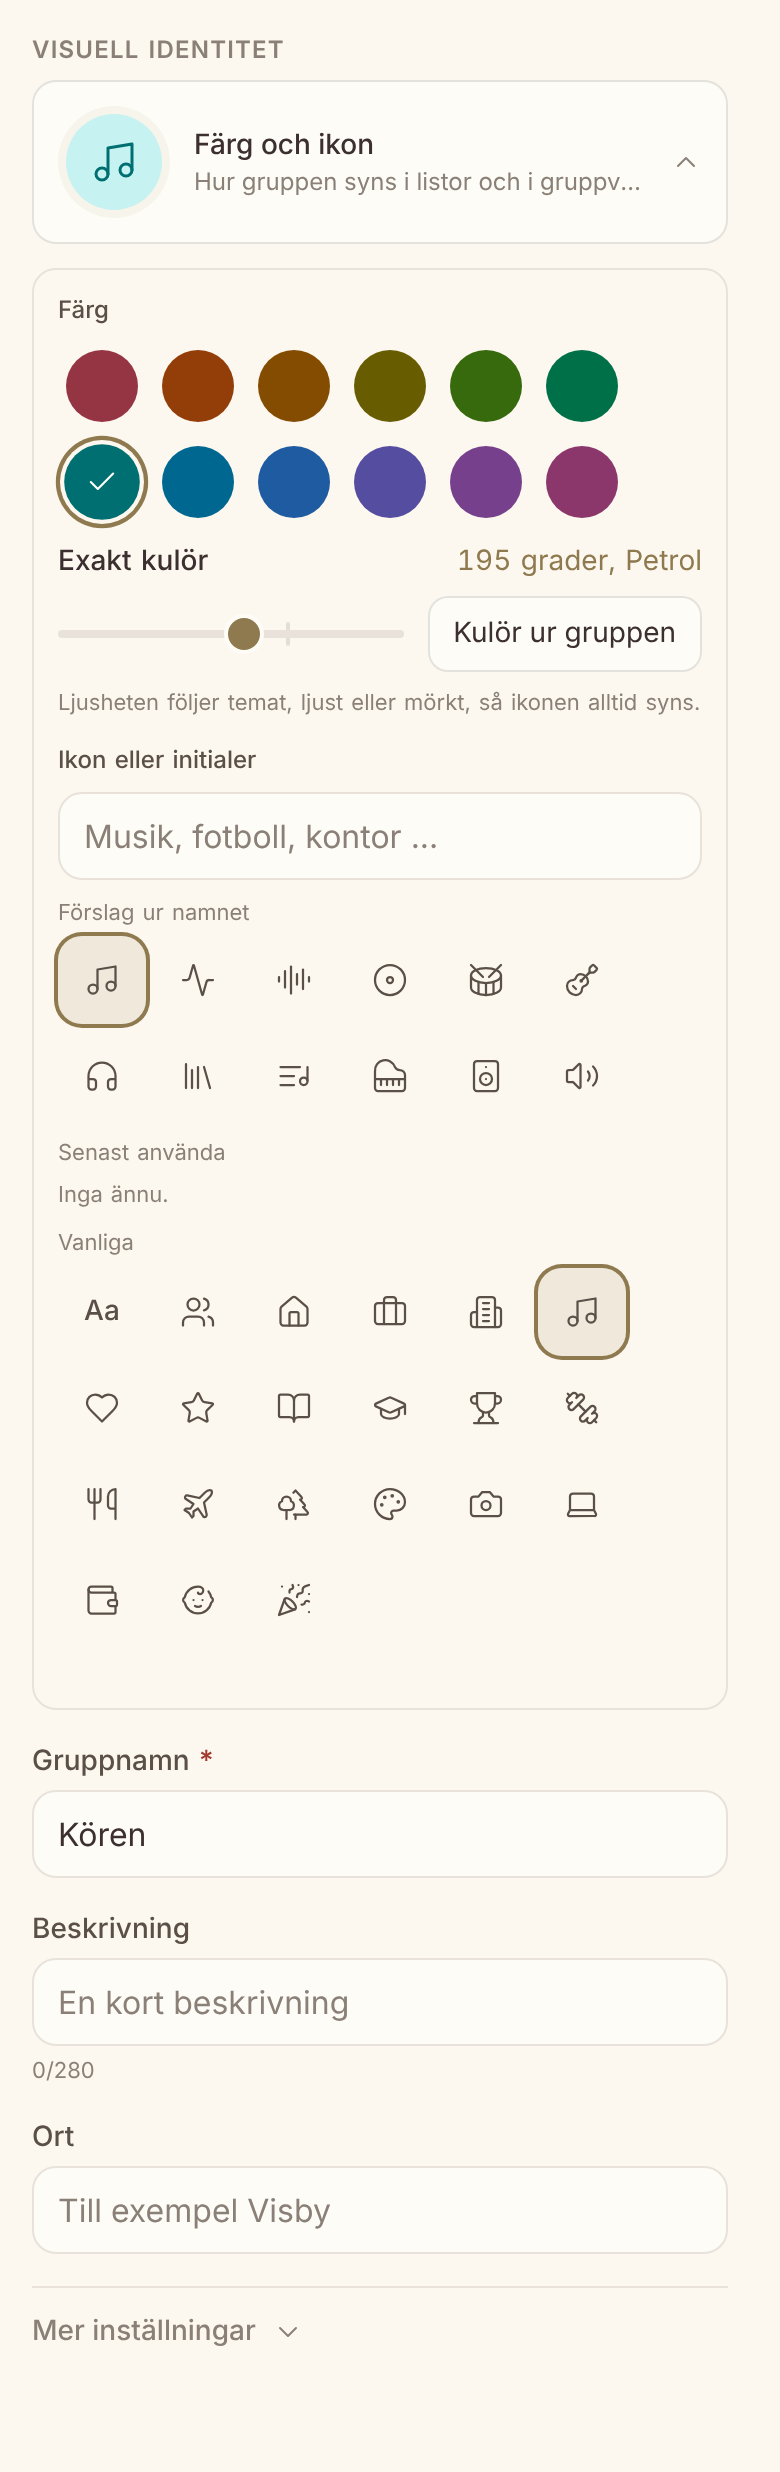 VISUELL IDENTITET
Färg och ikon
Hur gruppen syns i listor och i gruppv...
Färg
Exakt kulör
195 grader, Petrol
Kulör ur gruppen
Ljusheten följer temat, ljust eller mörkt, så ikonen alltid syns.
Ikon eller initialer
Musik, fotboll, kontor ...
Förslag ur namnet
Senast använda
Inga ännu.
Vanliga
Aa
Gruppnamn *
Kören
Beskrivning
En kort beskrivning
0/280
Ort
Till exempel Visby
Mer inställningar